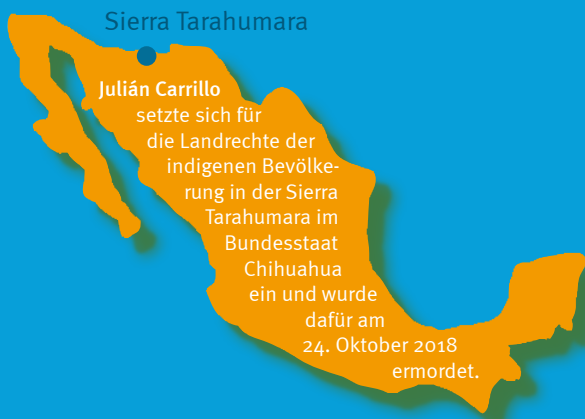 Sierra Tarahumara
Julián Carrillo
setzte sich für
die Landrechte der
indigenen Bevölke-
rung in der Sierra
Tarahumara im
Bundesstaat
Chihuahua
ein und wurde
dafür am
24. Oktober 2018
ermordet.